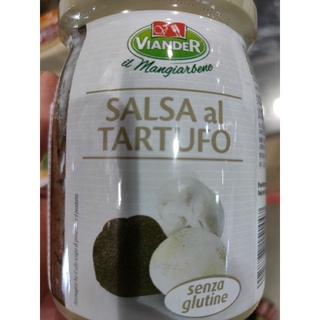 VIANDER
il Mangiarbene
SALSA al
TARTUFO
senza
glutine